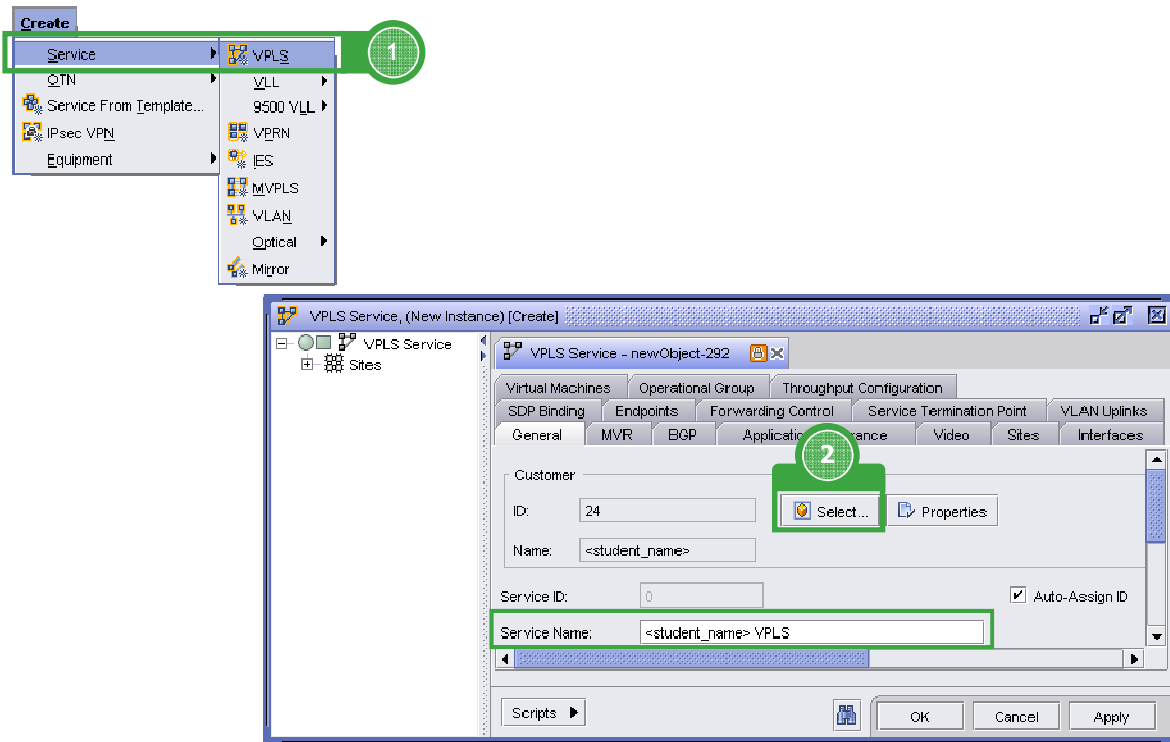 Create
Service
VPLS
1
OTN
VLL
Service From Template...
9500 VLL
IPsec VPN
VPRN
Equipment
IES
MVPLS
VLAN
Optical
Mirror
VPLS Service, (New Instance) [Create]
VPLS Service
Sites
VPLS Service - newObject-292
Virtual Machines Operational Group Throughput Configuration
SDP Binding Endpoints Forwarding Control Service Termination Point VLAN Uplinks
General MVR BGP Video Sites Interfaces
2
Customer
ID: 24 Select... Properties
Name: <student_name>
Service ID: 0 Auto-Assign ID
Service Name: <student_name> VPLS
Scripts OK Cancel Apply